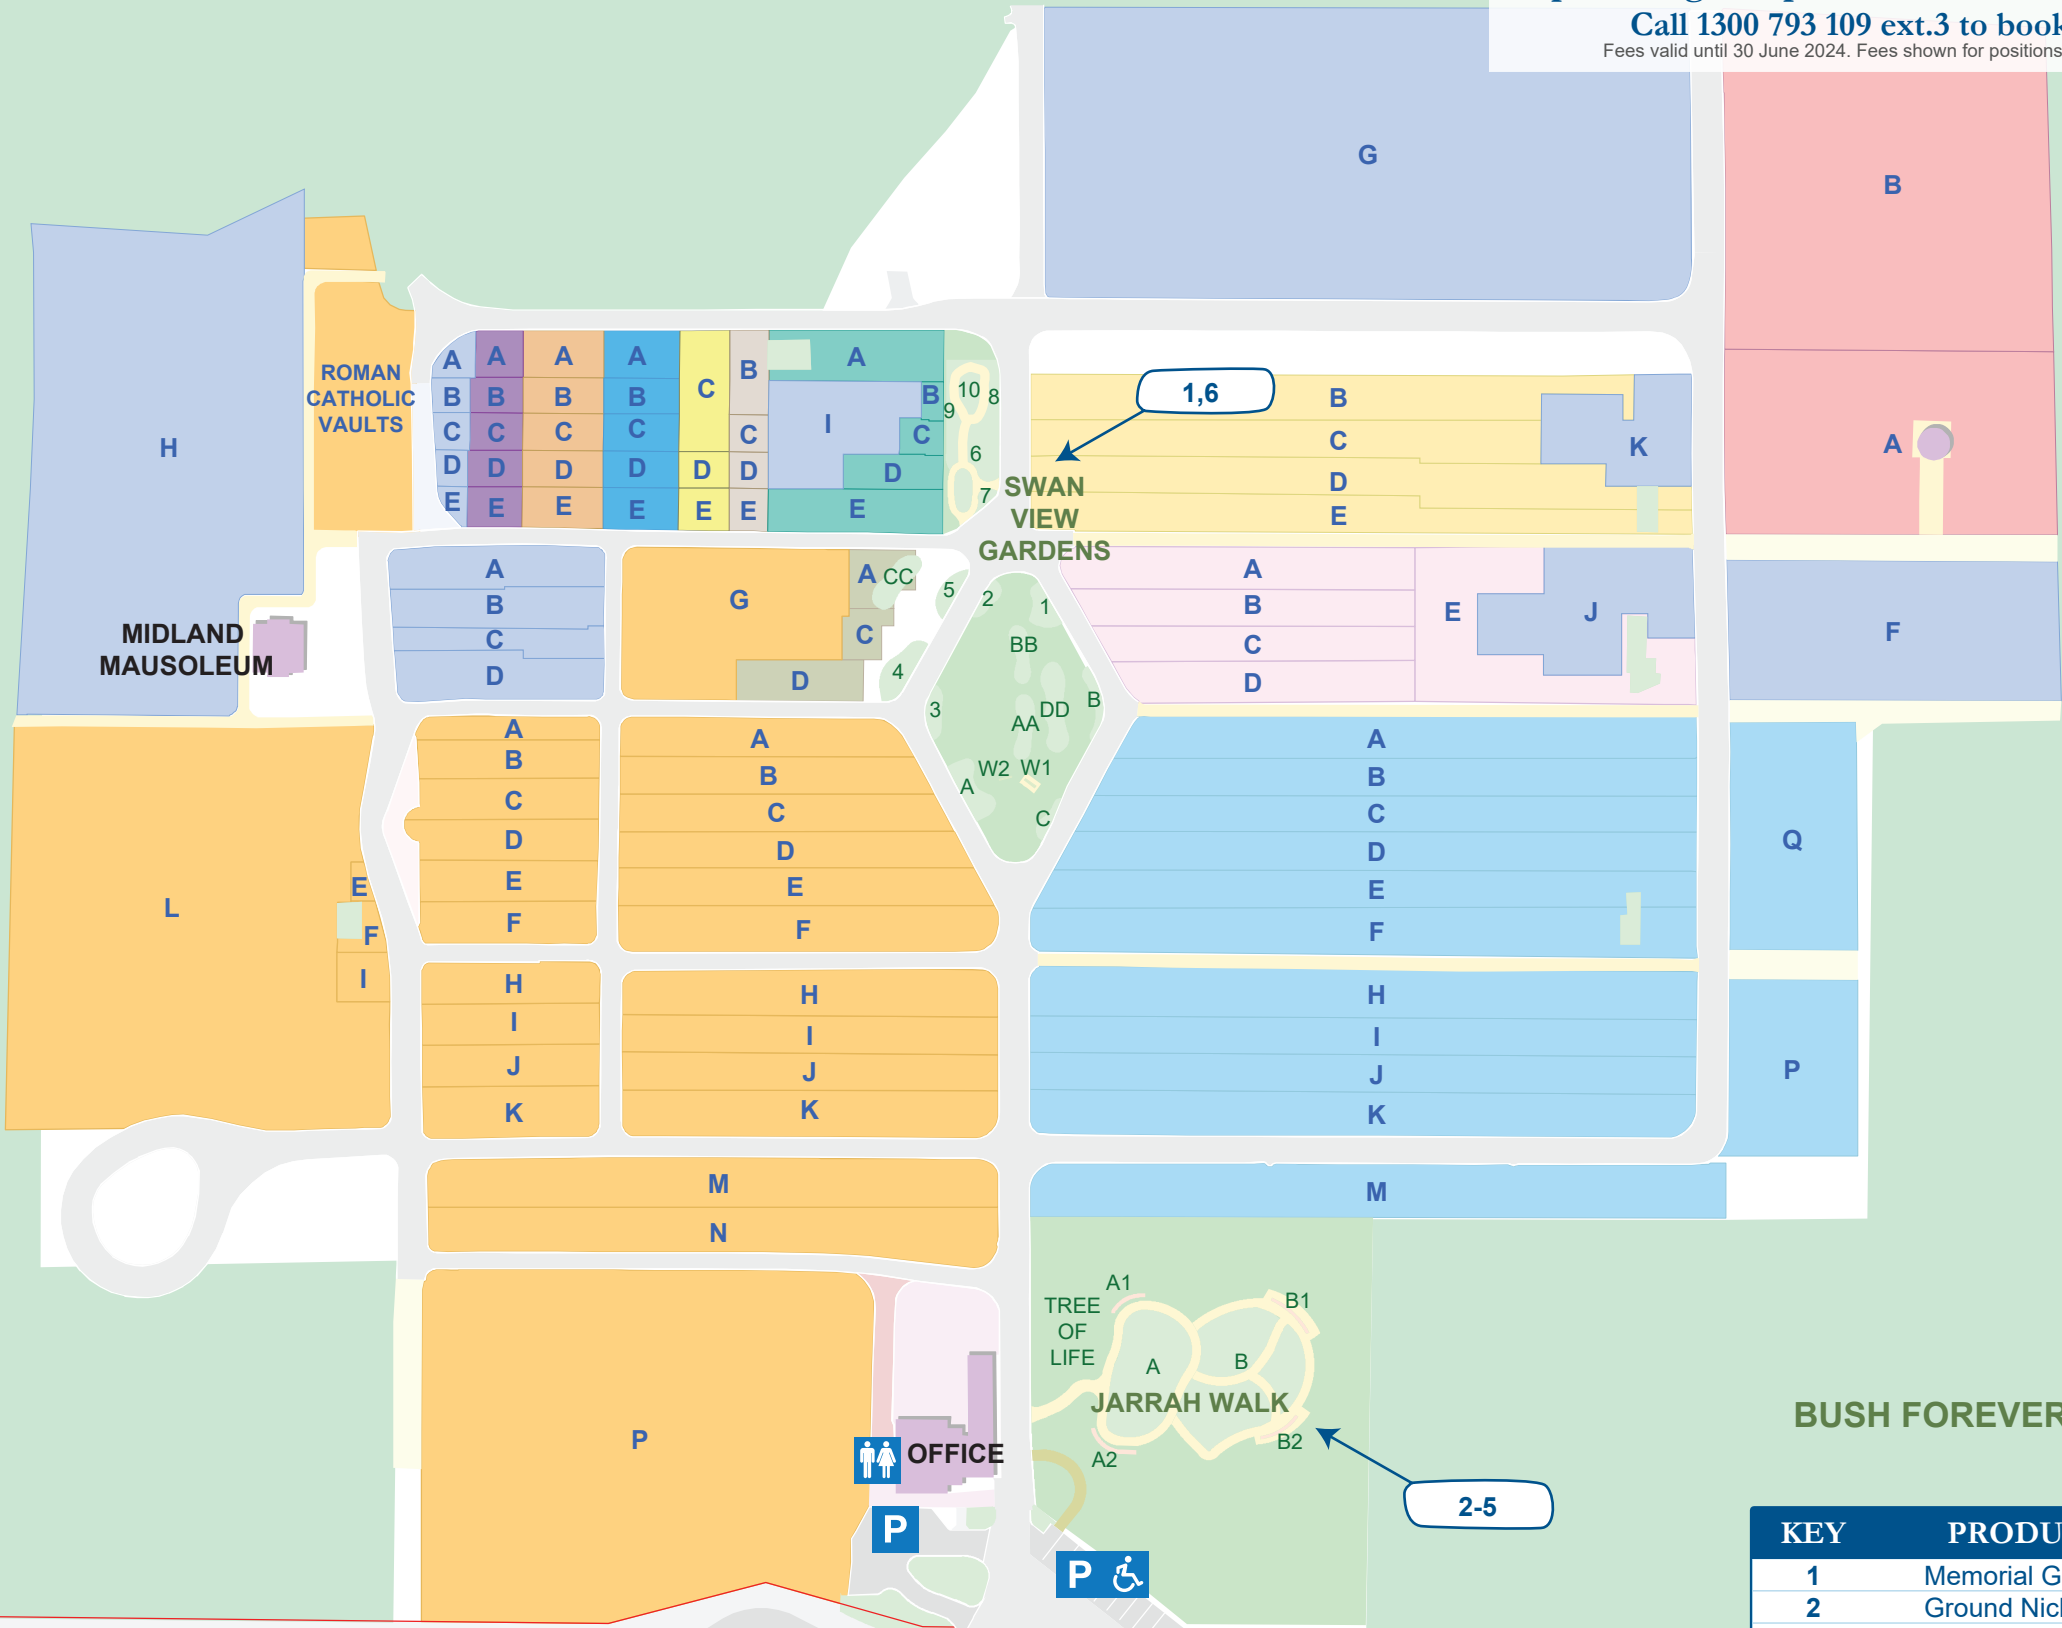 Call 1300 793 109 ext.3 to book
Fees valid until 30 June 2024. Fees shown for positions
G
B
H
ROMAN
CATHOLIC
VAULTS
A A A A C B A
B B B B I B
C C C C C C
D D D D D D D
E E E E E E E
10 8
9
6
7
1,6
B
C
D
E
K
A
SWAN
VIEW
GARDENS
MIDLAND
MAUSOLEUM
A
B
C
D
G
A CC
C
D
5
4
2
1
BB
3
B
DD
AA
W2 W1
A
C
A
B
C
D
E
J
F
L
E
F
I
A
B
C
D
E
F
A
B
C
D
E
F
A
B
C
D
E
F
Q
H
I
J
K
H
I
J
K
H
I
J
K
P
M
N
M
P
TREE
OF
LIFE
A1
B1
A
B
JARRAH WALK
A2
B2
2-5
BUSH FOREVER
OFFICE
P
P
KEY PRODU
1 Memorial G
2 Ground Nich